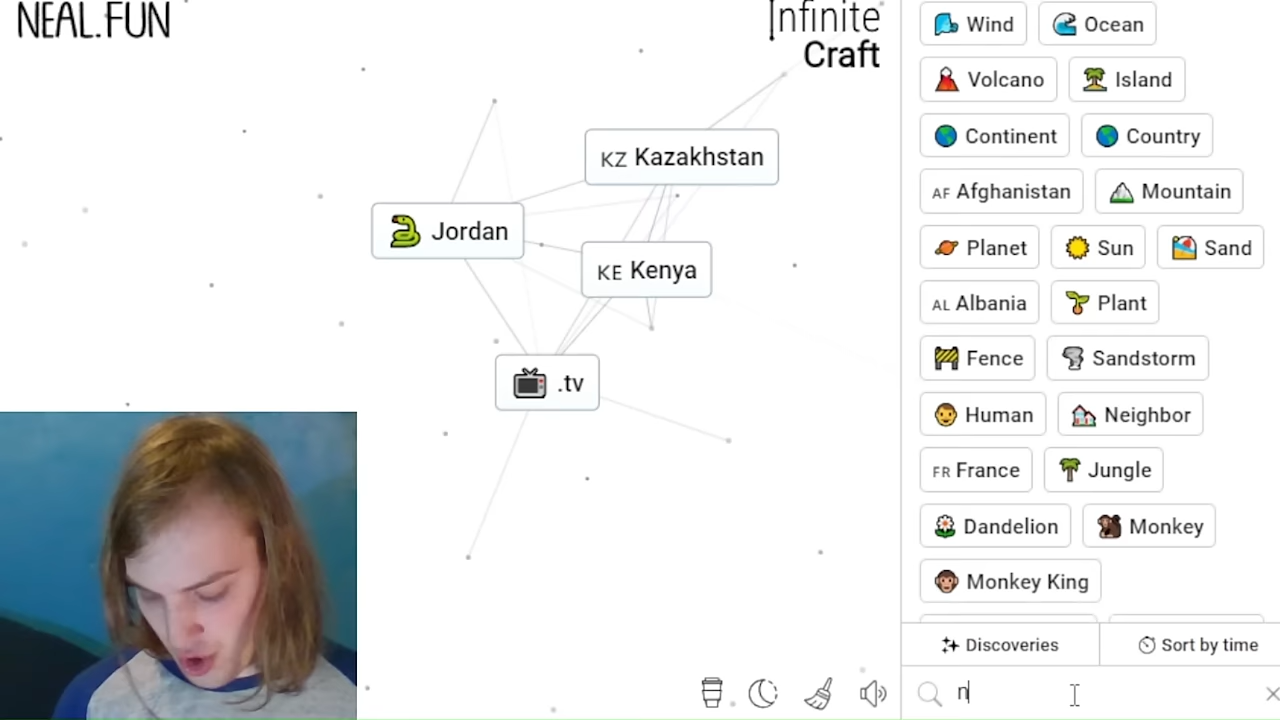 NEAL.FUN
Infinite
Craft
KZ Kazakhstan
Jordan
KE Kenya
.tv
Wind
Ocean
Volcano
Island
Continent
Country
AF Afghanistan
Mountain
Planet
Sun
Sand
AL Albania
Plant
Fence
Sandstorm
Human
Neighbor
FR France
Jungle
Dandelion
Monkey
Monkey King
Discoveries
Sort by time
n